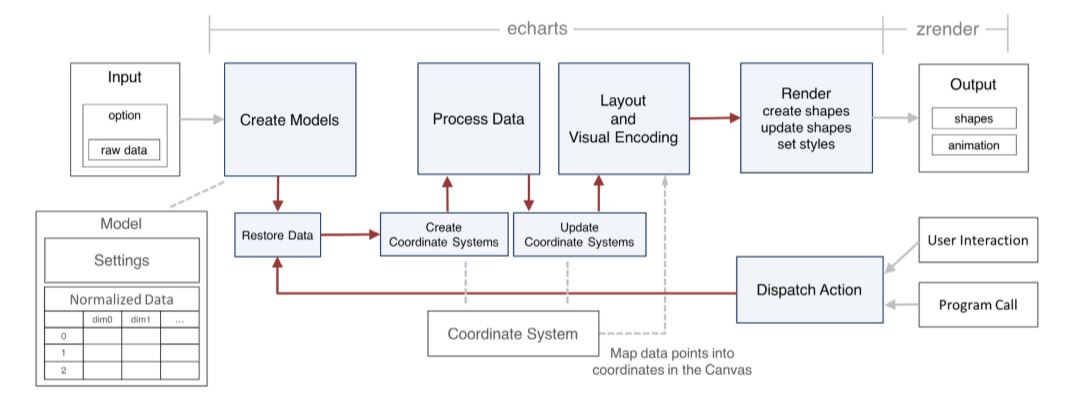 echarts
zrender
Input
option
raw data
Create Models
Process Data
Layout
and
Visual Encoding
Render
create shapes
update shapes
set styles
Output
shapes
animation
Restore Data
Create
Coordinate Systems
Update
Coordinate Systems
Model
Settings
Normalized Data
dim0 dim1 ...
0
1
2
User Interaction
Dispatch Action
Program Call
Coordinate System
Map data points into
coordinates in the Canvas